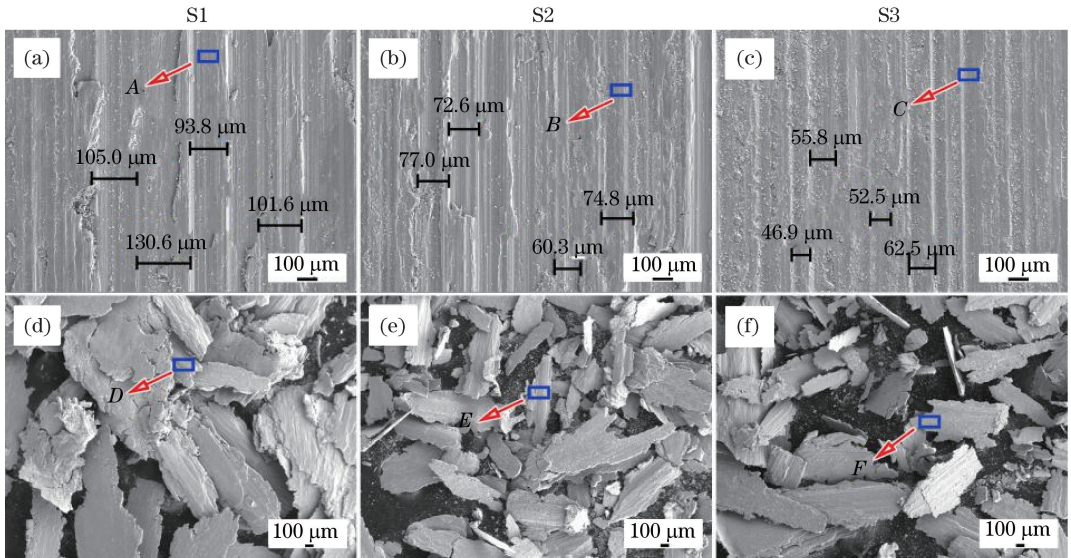 S1 S2 S3
(a) (b) (c)
A B C
93.8 μm 72.6 μm 55.8 μm
105.0 μm 77.0 μm 52.5 μm
101.6 μm 74.8 μm 46.9 μm
130.6 μm 60.3 μm 62.5 μm
100 μm 100 μm 100 μm
(d) (e) (f)
D E F
100 μm 100 μm 100 μm